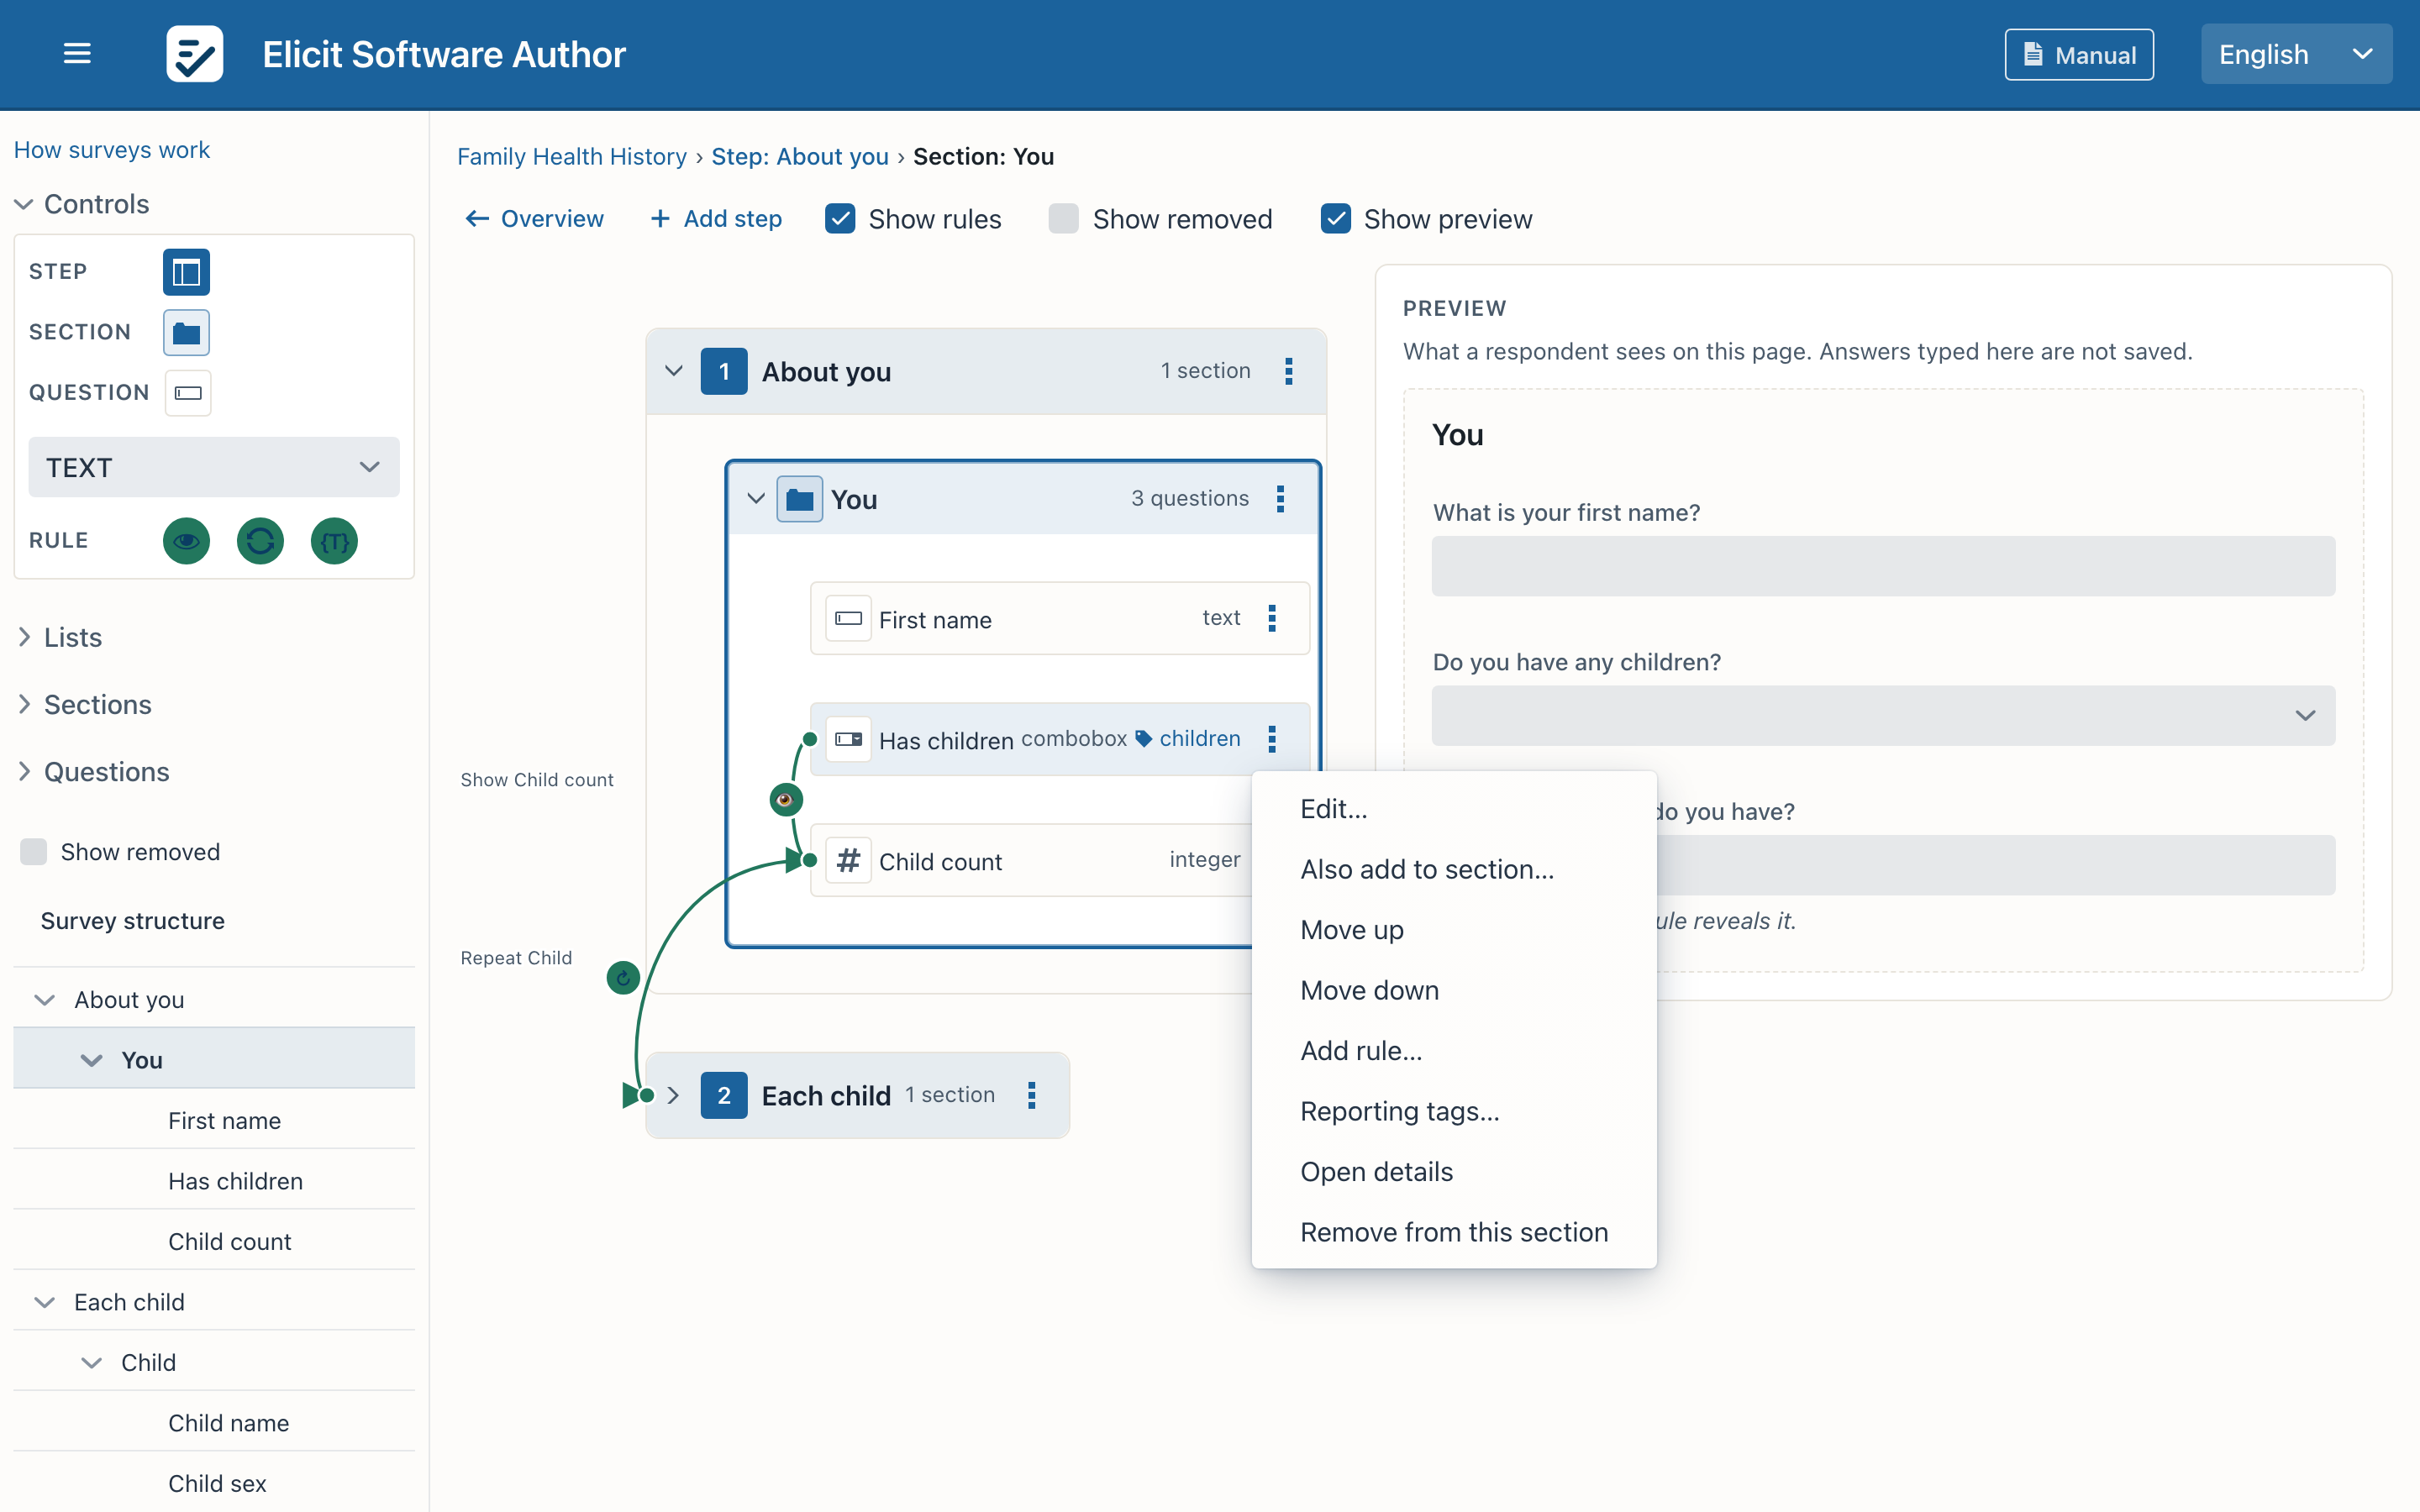 Elicit Software Author
Manual
English
How surveys work
Controls
STEP
SECTION
QUESTION
TEXT
RULE
{T}
Lists
Sections
Questions
Show removed
Survey structure
About you
You
First name
Has children
Child count
Each child
Child
Child name
Child sex
Family Health History › Step: About you › Section: You
Overview
Add step
Show rules
Show removed
Show preview
1 About you 1 section
You 3 questions
First name text
Has children combobox children
Show Child count
Child count integer
Repeat Child
2 Each child 1 section
Edit...
Also add to section...
Move up
Move down
Add rule...
Reporting tags...
Open details
Remove from this section
PREVIEW
What a respondent sees on this page. Answers typed here are not saved.
You
What is your first name?
Do you have any children?
do you have?
reveals it.